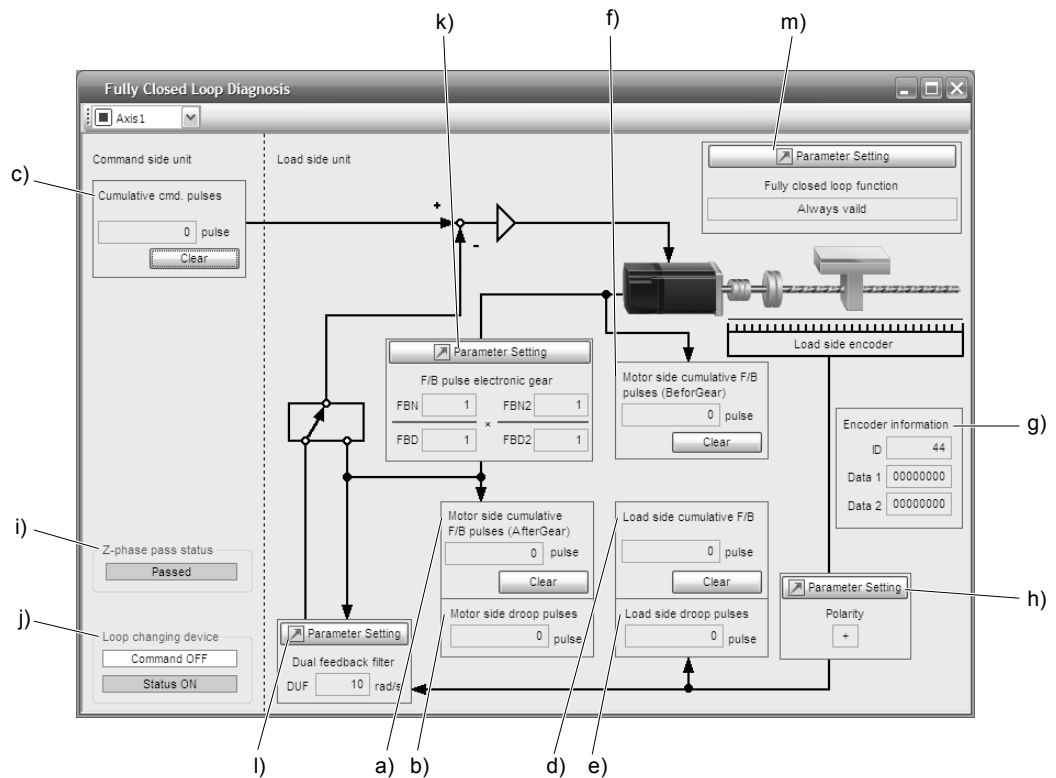 k)
f)
m)
Fully Closed Loop Diagnosis
Axis1
Command side unit
Load side unit
Parameter Setting
Fully closed loop function
Always vaild
c)
Cumulative cmd. pulses
0 pulse
Clear
+
-
Load side encoder
Parameter Setting
F/B pulse electronic gear
FBN 1 FBN2 1
×
FBD 1 FBD2 1
Motor side cumulative F/B
pulses (BeforGear)
0 pulse
Clear
Encoder information
ID 44
Data 1 00000000
Data 2 00000000
g)
Motor side cumulative
F/B pulses (AfterGear)
0 pulse
Clear
Motor side droop pulses
0 pulse
Load side cumulative F/B
0 pulse
Clear
Load side droop pulses
0 pulse
i)
Z-phase pass status
Passed
Parameter Setting
Polarity
+
h)
j)
Loop changing device
Command OFF
Status ON
Parameter Setting
Dual feedback filter
DUF 10 rad/s
l)
a)
b)
d)
e)